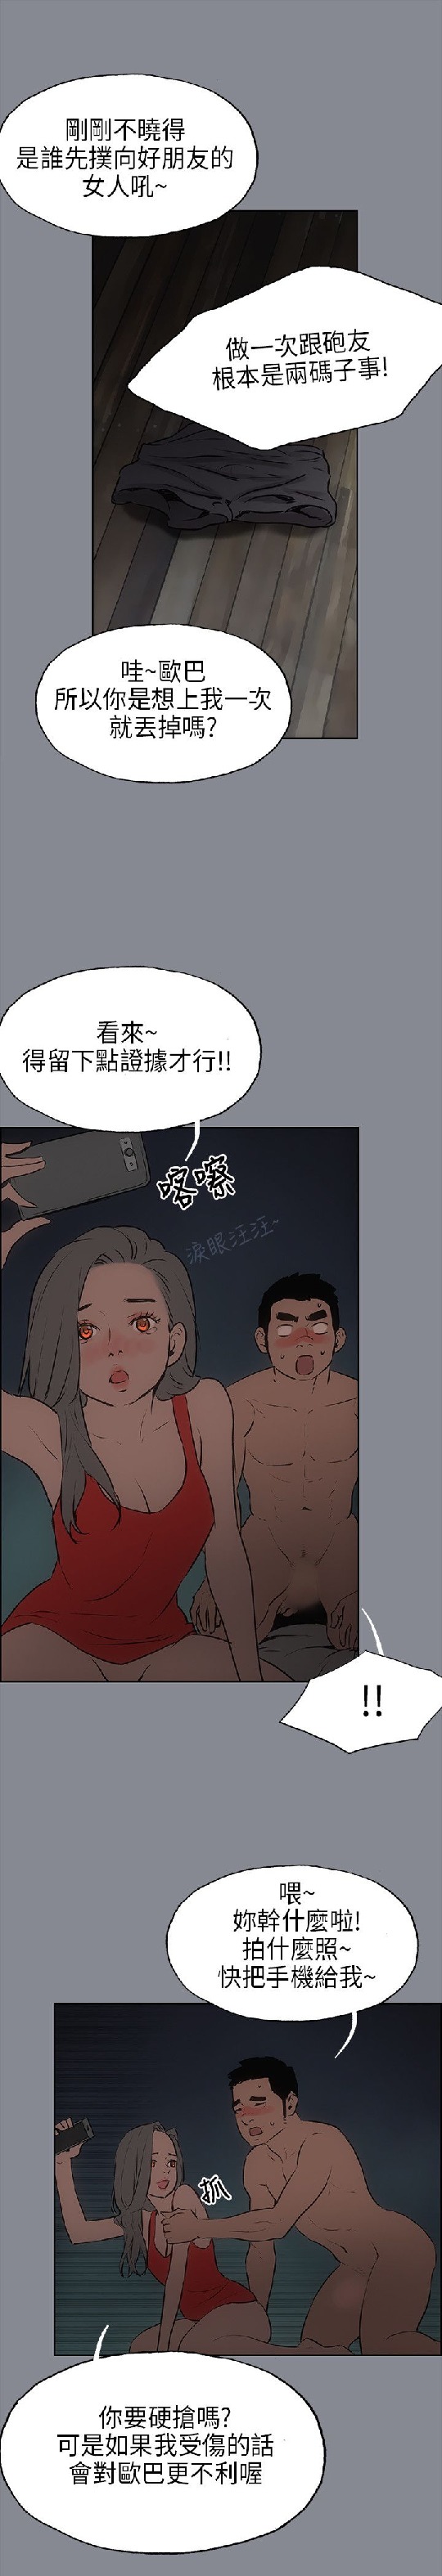 剛剛不曉得
是誰先撲向好朋友的
女人吼~
做一次跟砲友
根本是兩碼子事!
哇~歐巴
所以你是想上我一次
就丟掉嗎?
看來~
得留下點證據才行!!
喀嚓
淚眼汪汪~
!!
喂~
妳幹什麼啦!
拍什麼照~
快把手機給我~
抓
你要硬搶嗎?
可是如果我受傷的話
會對歐巴更不利喔